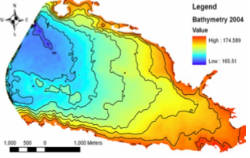 Legend
Bathymetry 2004
Value
High : 174.589
Low : 165.51
1,000 500 0 1,000 Meters